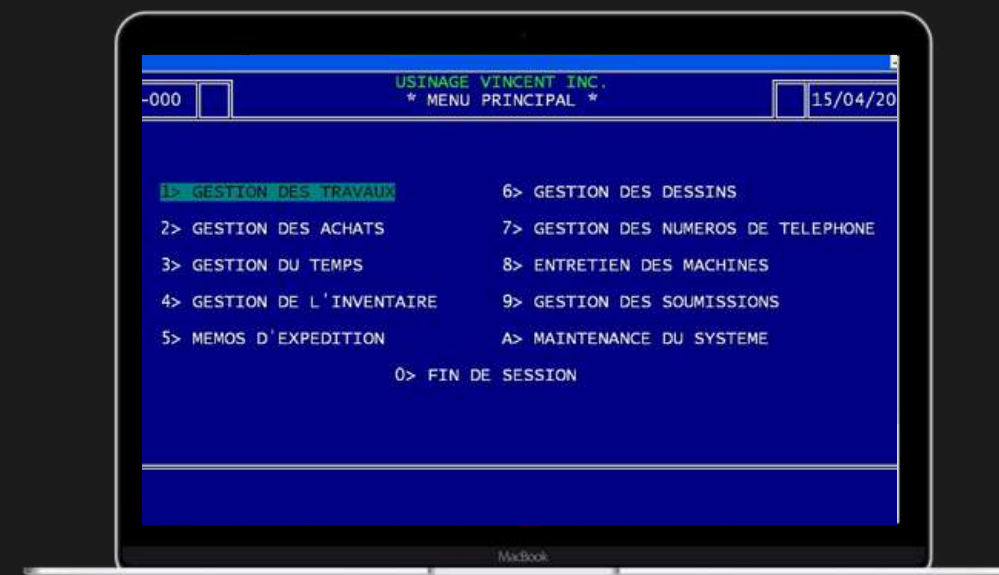 USINAGE VINCENT INC.
-000 * MENU PRINCIPAL * 15/04/20
1> GESTION DES TRAVAUX
2> GESTION DES ACHATS
3> GESTION DU TEMPS
4> GESTION DE L'INVENTAIRE
5> MEMOS D'EXPEDITION
6> GESTION DES DESSINS
7> GESTION DES NUMEROS DE TELEPHONE
8> ENTRETIEN DES MACHINES
9> GESTION DES SOUMISSIONS
A> MAINTENANCE DU SYSTEME
0> FIN DE SESSION
MacBook